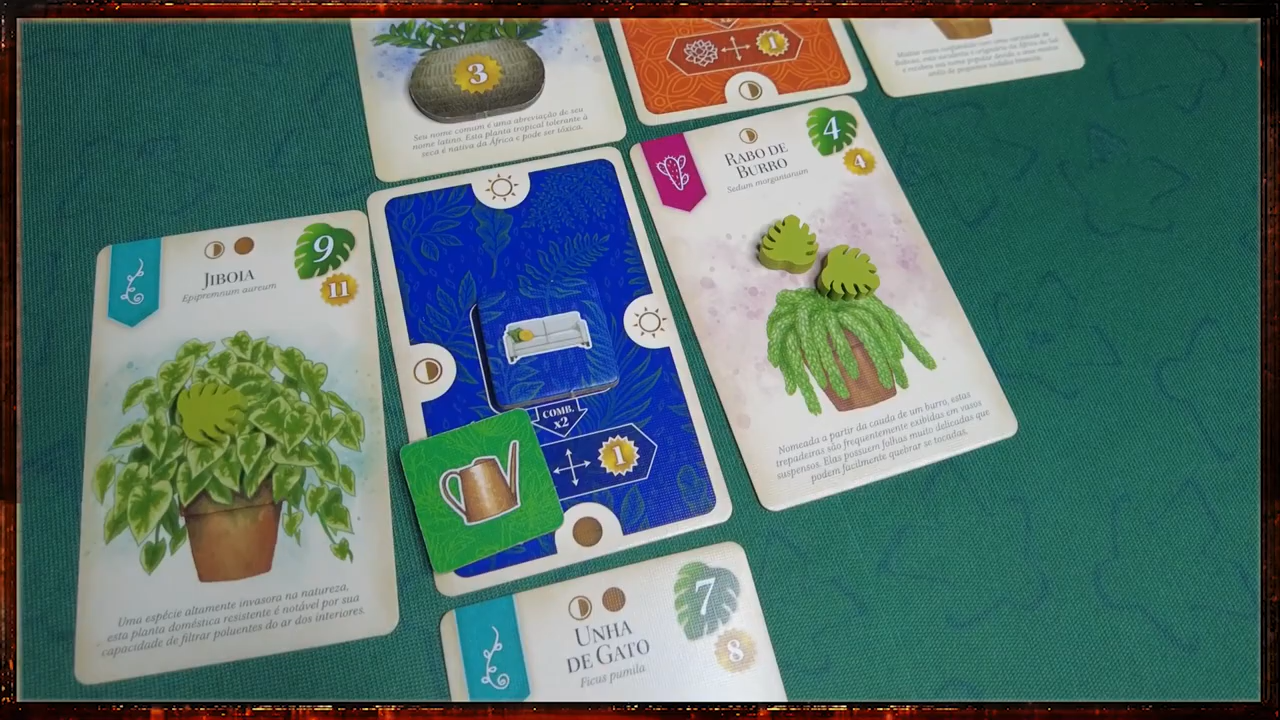 3
Seu nome comum é uma abreviação de seu
nome latino. Esta planta tropical tolerante à
seca é nativa da África e pode ser tóxica.
1
4
4
RABO DE
BURRO
Sedum morganianum
Nomeada a partir da cauda de um burro, estas
trepadeiras são frequentemente exibidas em vasos
suspensos. Elas possuem folhas muito delicadas que
podem facilmente quebrar se tocadas.
9
11
JIBOIA
Epipremnum aureum
Uma espécie altamente invasora na natureza,
esta planta doméstica resistente é notável por sua
capacidade de filtrar poluentes do ar dos interiores.
COMB.
x2
1
7
8
UNHA
DE GATO
Ficus pumila